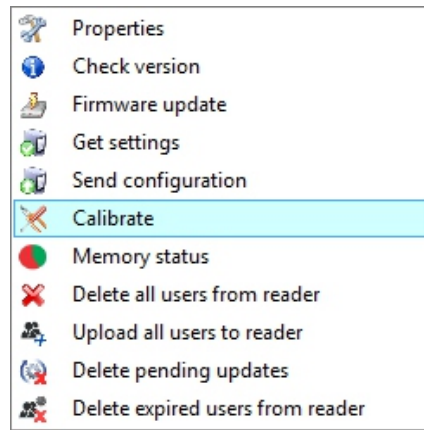 Properties
Check version
Firmware update
Get settings
Send configuration
Calibrate
Memory status
Delete all users from reader
Upload all users to reader
Delete pending updates
Delete expired users from reader